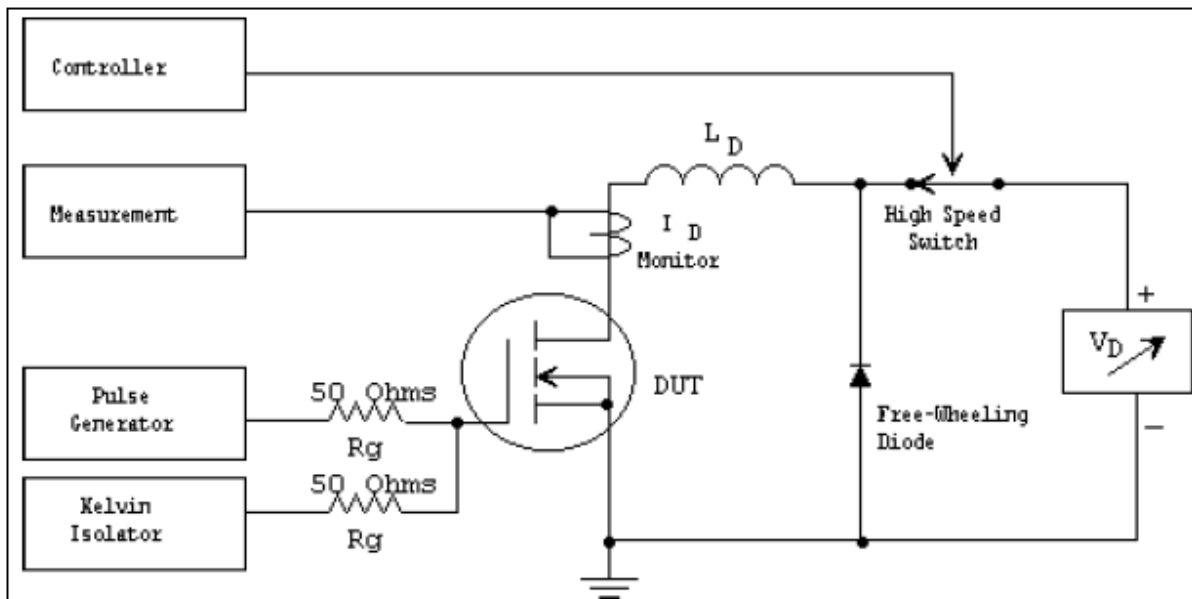 Controller
L D
Measurement
I D
Monitor
High Speed
Switch
+
V D
DUT
Pulse
Generator
50 Ohms
Rg
Free-Wheeling
Diode
−
Kelvin
Isolator
50 Ohms
Rg